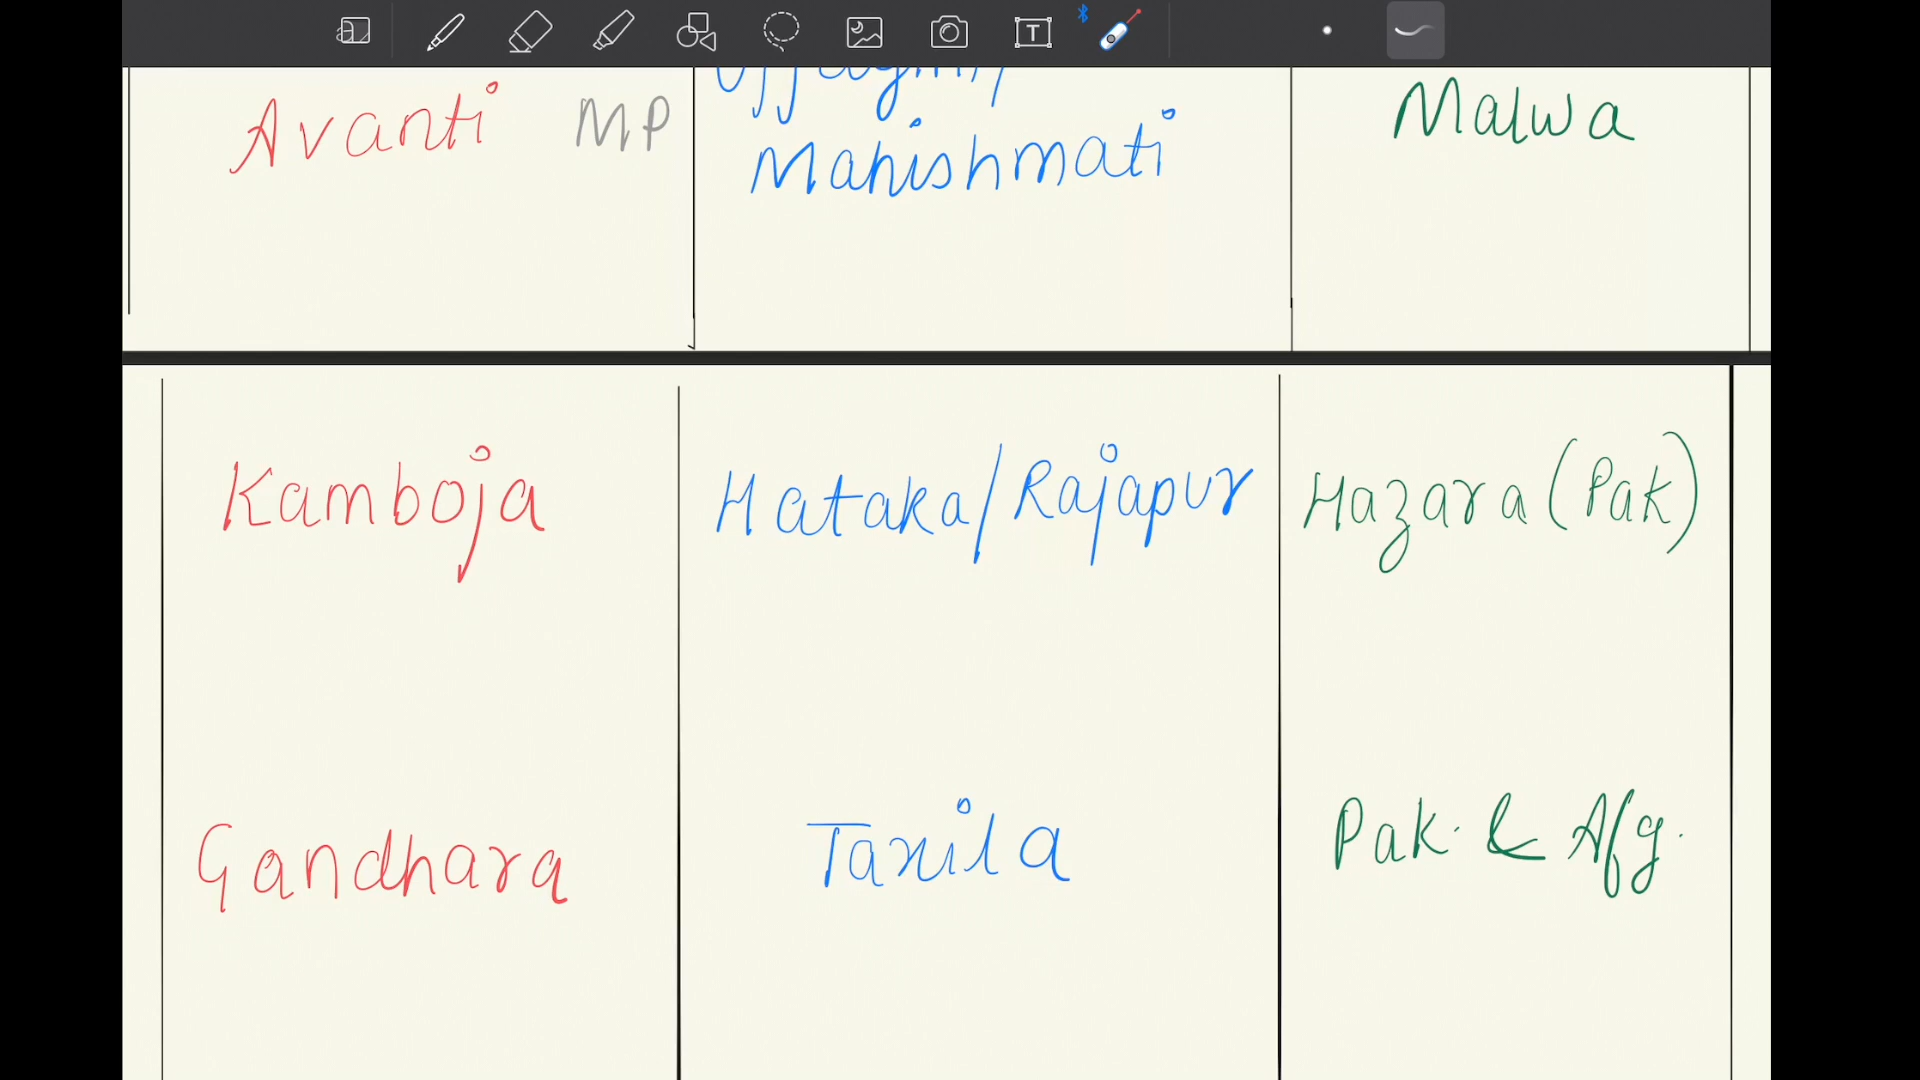 Avanti MP Mahishmati Malwa
Kamboja Hataka/Rajapur Hazara (Pak)
Gandhara Taxila Pak. & Afg.